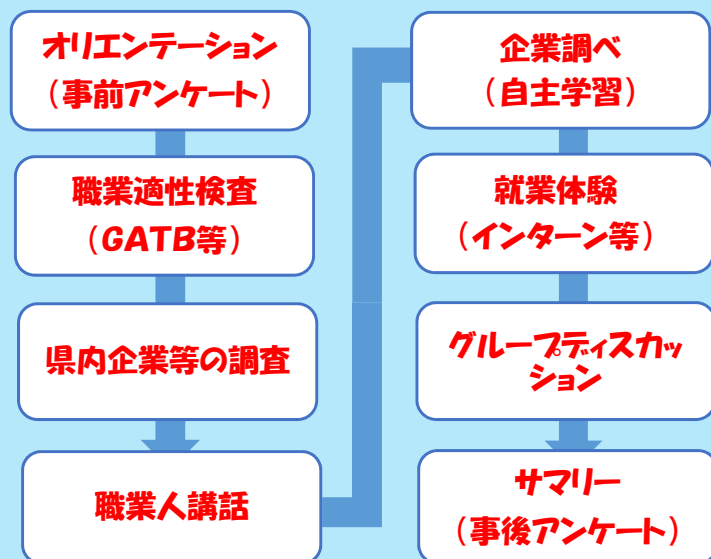 オリエンテーション
(事前アンケート)
職業適性検査
(GATB等)
県内企業等の調査
職業人講話
企業調べ
(自主学習)
就業体験
(インターン等)
グループディスカッ
ション
サマリー
(事後アンケート)